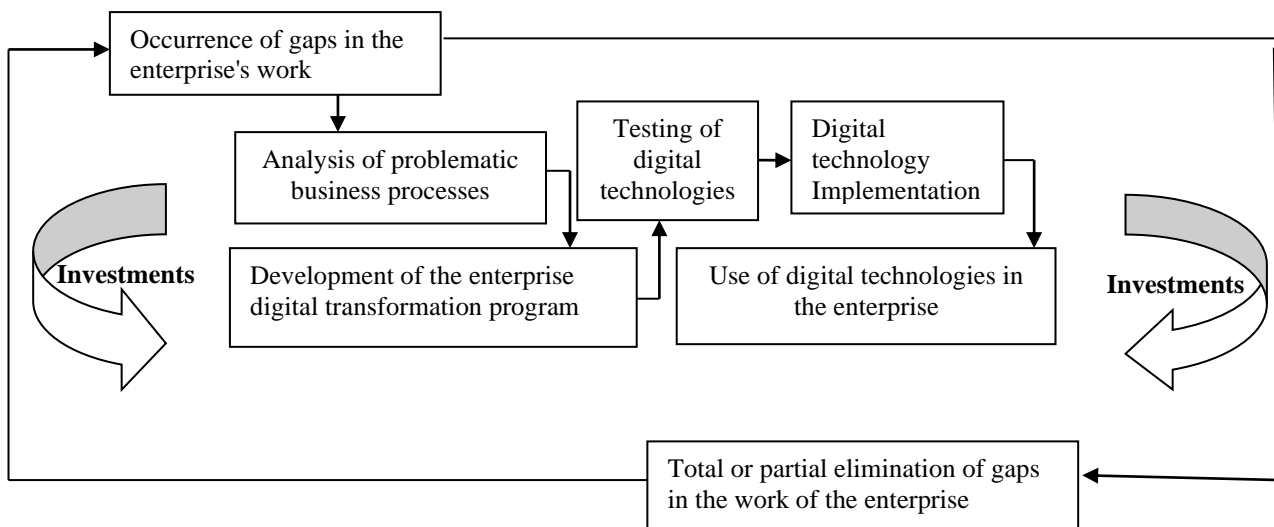 Occurrence of gaps in the
enterprise's work
Analysis of problematic
business processes
Testing of
digital
technologies
Digital
technology
Implementation
Investments
Development of the enterprise
digital transformation program
Use of digital technologies in
the enterprise
Investments
Total or partial elimination of gaps
in the work of the enterprise